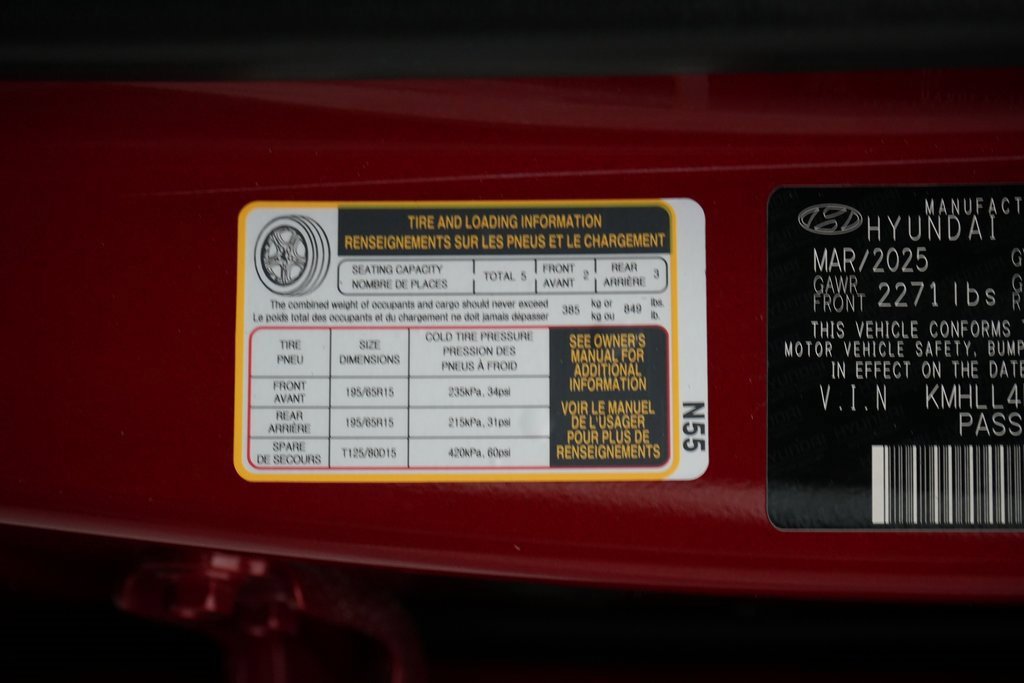 TIRE AND LOADING INFORMATION
RENSEIGNEMENTS SUR LES PNEUS ET LE CHARGEMENT
SEATING CAPACITY
NOMBRE DE PLACES
TOTAL 5
FRONT
AVANT 2
REAR
ARRIÈRE 3
The combined weight of occupants and cargo should never exceed 385 kg or 849 lbs.
Le poids total des occupants et du chargement ne doit jamais dépasser kg ou lb.
TIRE
PNEU
SIZE
DIMENSIONS
COLD TIRE PRESSURE
PRESSION DES
PNEUS À FROID
FRONT
AVANT
195/65R15
235kPa, 34psi
REAR
ARRIÈRE
195/65R15
215kPa, 31psi
SPARE
DE SECOURS
T125/80D15
420kPa, 60psi
SEE OWNER'S
MANUAL FOR
ADDITIONAL
INFORMATION
VOIR LE MANUEL
DE L'USAGER
POUR PLUS DE
RENSEIGNEMENTS
N55
MANUFACT
HYUNDAI
MAR/2025
GAWR
FRONT 2271lbs
THIS VEHICLE CONFORMS
MOTOR VEHICLE SAFETY, BUMP
IN EFFECT ON THE DATE
V.I.N KMHLL4
PASS